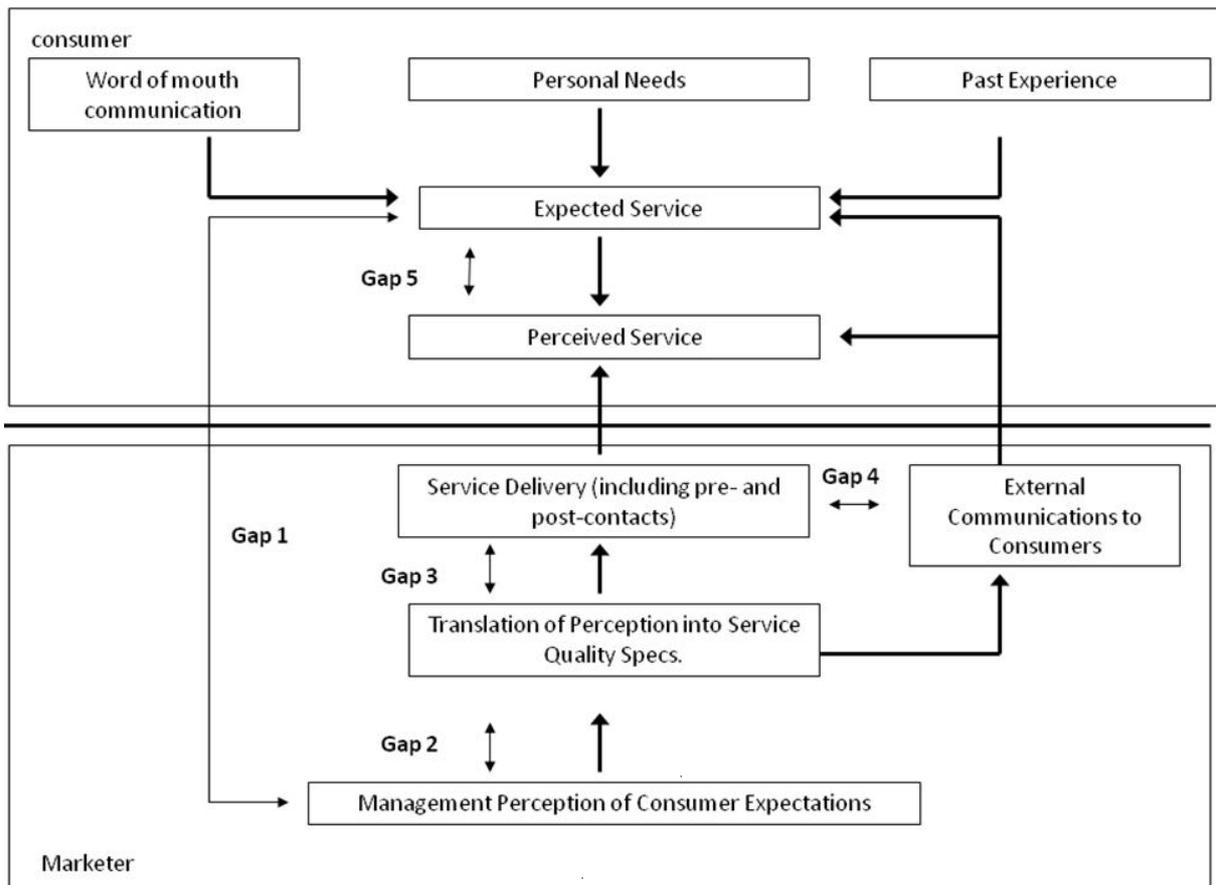 consumer
Word of mouth
communication
Personal Needs
Past Experience
Expected Service
Gap 5
Perceived Service
Service Delivery (including pre- and
post-contacts)
Gap 4
External
Communications to
Consumers
Gap 1
Gap 3
Translation of Perception into Service
Quality Specs.
Gap 2
Management Perception of Consumer Expectations
Marketer